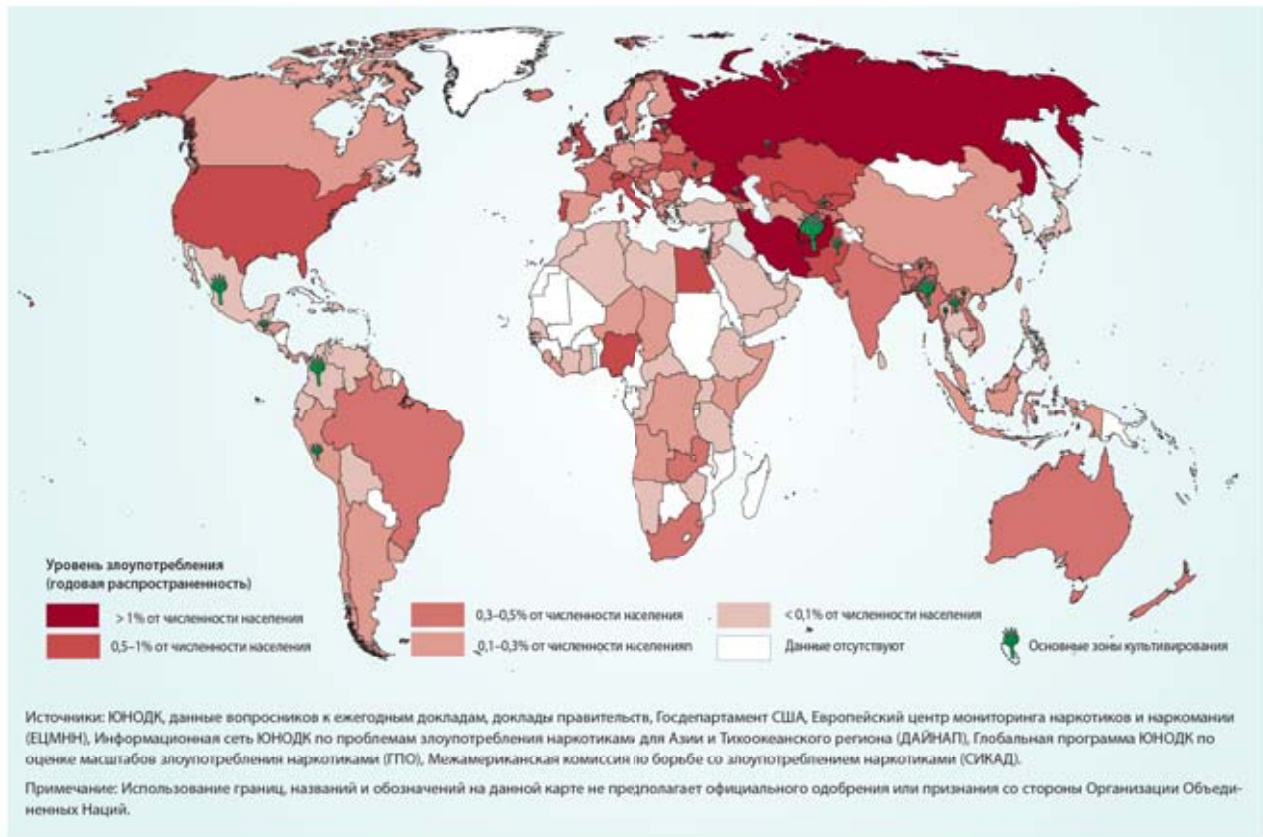 Уровень злоупотребления
(годовая распространенность)
> 1% от численности населения
0,5–1% от численности населения
0,3–0,5% от численности населения
0,1–0,3% от численности населенияп
< 0,1% от численности населения
Данные отсутствуют
Основные зоны культивирования
Источники: ЮНОДК, данные вопросников к ежегодным докладам, доклады правительств, Госдепартамент США, Европейский центр мониторинга наркотиков и наркомании
(ЕЦМНН), Информационная сеть ЮНОДК по проблемам злоупотребления наркотиками для Азии и Тихоокеанского региона (ДАЙНАП), Глобальная программа ЮНОДК по
оценке масштабов злоупотребления наркотиками (ГПО), Межамериканская комиссия по борьбе со злоупотреблением наркотиками (СИКАД).
Примечание: Использование границ, названий и обозначений на данной карте не предполагает официального одобрения или признания со стороны Организации Объеди-
ненных Наций.